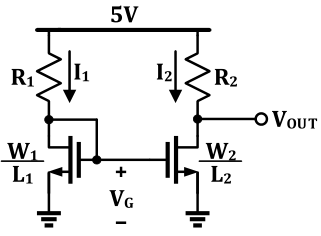 5V
R₁ I₁ I₂ R₂
V_OUT
W₁ W₂
L₁ + L₂
V_G
−